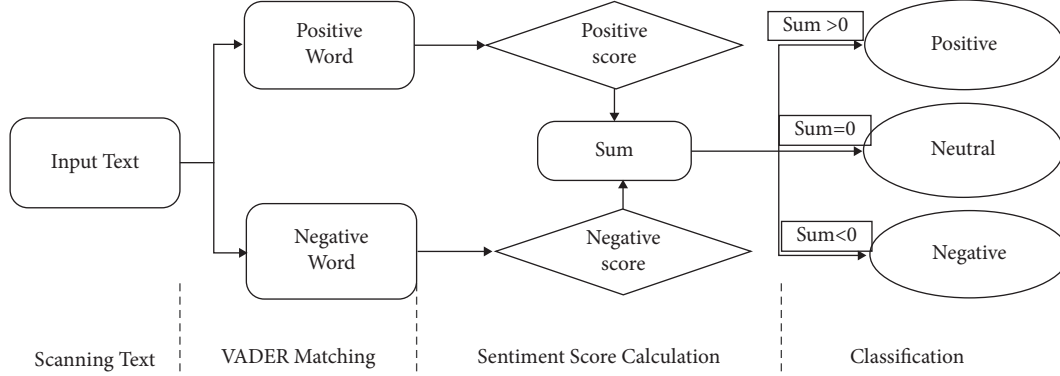 Positive
Word
Positive
score
Sum >0
Positive
Input Text
Sum
Sum=0
Neutral
Negative
Word
Negative
score
Sum<0
Negative
Scanning Text
VADER Matching
Sentiment Score Calculation
Classification